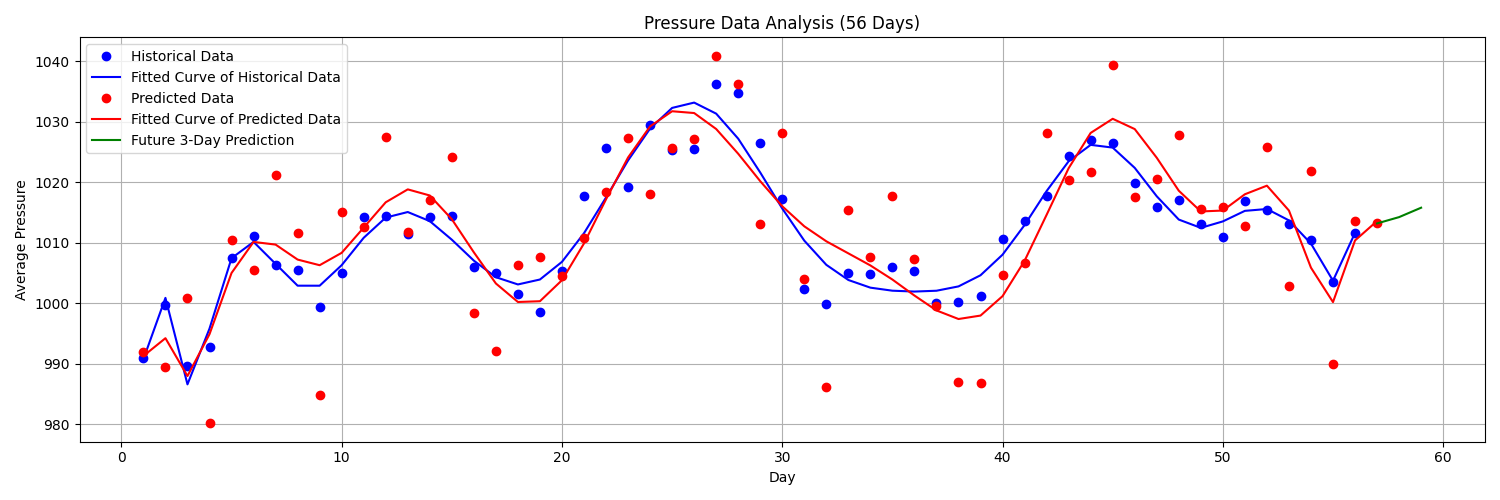 Pressure Data Analysis (56 Days)
Historical Data
Fitted Curve of Historical Data
Predicted Data
Fitted Curve of Predicted Data
Future 3-Day Prediction
Average Pressure
1040
1030
1020
1010
1000
990
980
0 10 20 30 40 50 60
Day